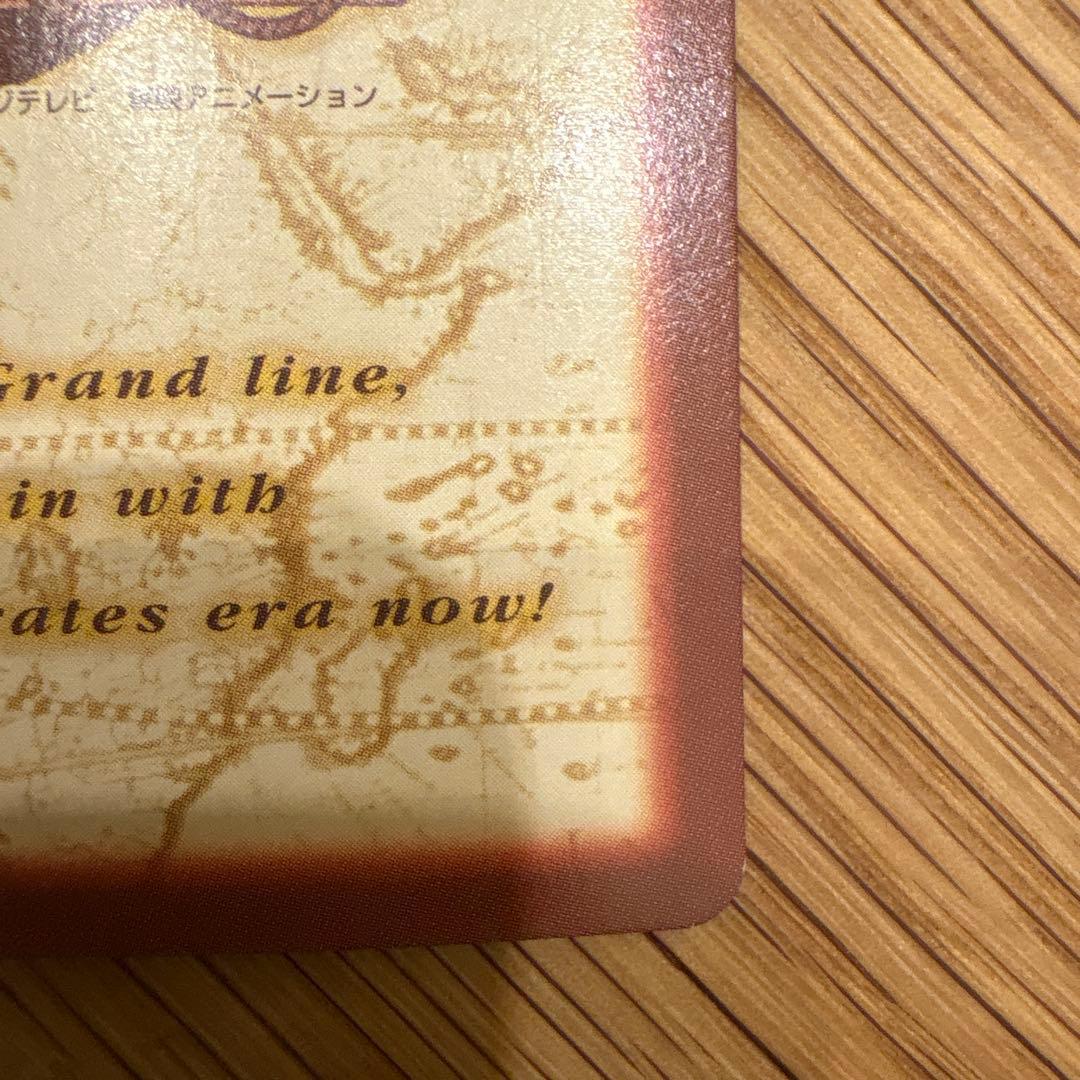 テレビ 東映アニメーション
Grand line,
in with
rates era now!